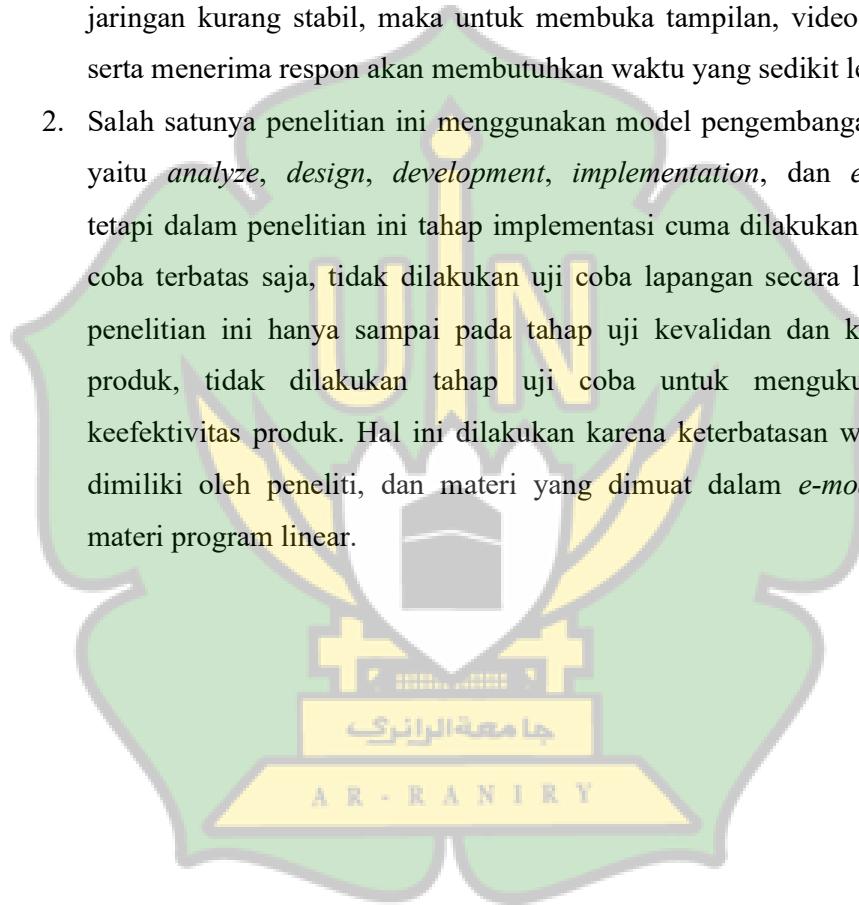 jaringan kurang stabil, maka untuk membuka tampilan, video
serta menerima respon akan membutuhkan waktu yang sedikit
2. Salah satunya penelitian ini menggunakan model
yaitu analyze, design, development, implementation, dan
tetapi dalam penelitian ini tahap implementasi cuma dilakukan
coba terbatas saja, tidak dilakukan uji coba lapangan secara
penelitian ini hanya sampai pada tahap uji kevalidan dan
produk, tidak dilakukan tahap uji coba untuk
keefektivitas produk. Hal ini dilakukan karena keterbatasan
dimiliki oleh peneliti, dan materi yang dimuat dalam
materi program linear.
UIN
جامعة الرانري
AR-RANIRY